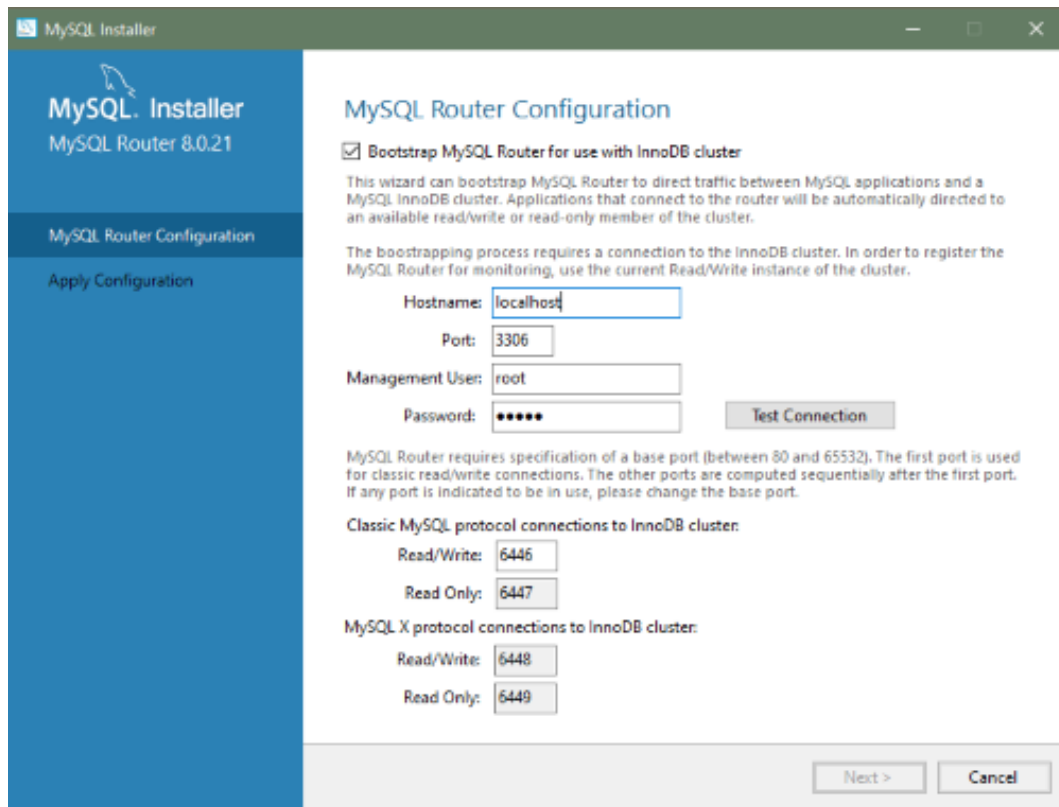 MySQL Installer
MySQL. Installer
MySQL Router 8.0.21
MySQL Router Configuration
Apply Configuration
MySQL Router Configuration
Bootstrap MySQL Router for use with InnoDB cluster
This wizard can bootstrap MySQL Router to direct traffic between MySQL applications and a
MySQL InnoDB cluster. Applications that connect to the router will be automatically directed to
an available read/write or read-only member of the cluster.
The boostrapping process requires a connection to the InnoDB cluster. In order to register the
MySQL Router for monitoring, use the current Read/Write instance of the cluster.
Hostname: localhost
Port: 3306
Management User: root
Password: •••••
Test Connection
MySQL Router requires specification of a base port (between 80 and 65532). The first port is used
for classic read/write connections. The other ports are computed sequentially after the first port.
If any port is indicated to be in use, please change the base port.
Classic MySQL protocol connections to InnoDB cluster:
Read/Write: 6446
Read Only: 6447
MySQL X protocol connections to InnoDB cluster:
Read/Write: 6448
Read Only: 6449
Next >
Cancel